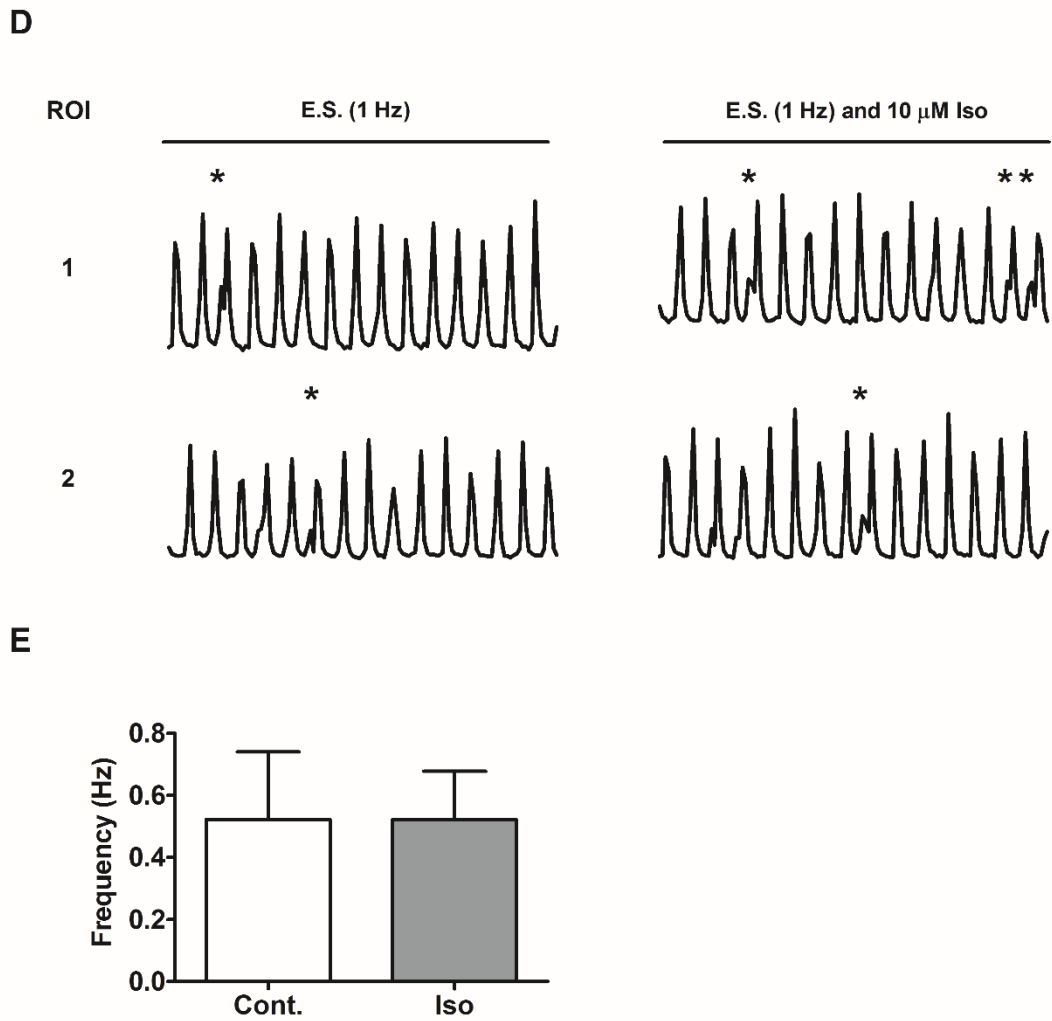 D
ROI
E.S. (1 Hz)
E.S. (1 Hz) and 10 μM Iso
*
*
* *
1
*
*
2
E
Frequency (Hz)
0.8
0.6
0.4
0.2
0.0
Cont.
Iso